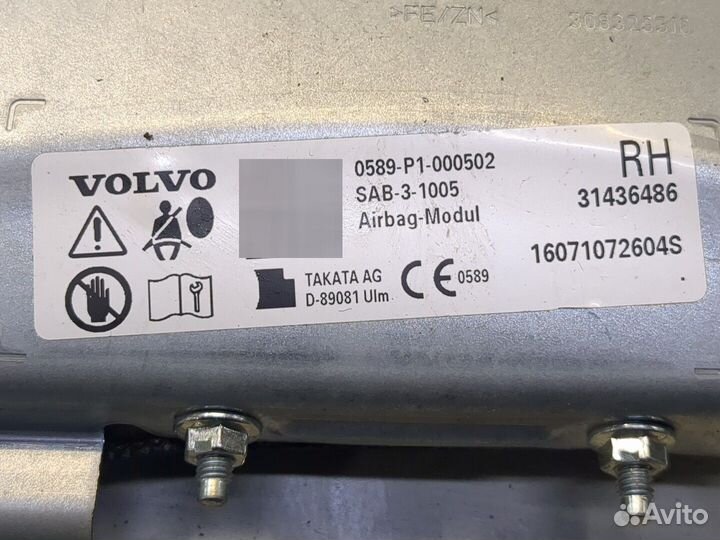 >FE/ZN<
VOLVO
0589-P1-000502
SAB-3-1005
Airbag-Modul
RH
31436486
16071072604S
TAKATA AG
D-89081 Ulm
CE 0589
Avito